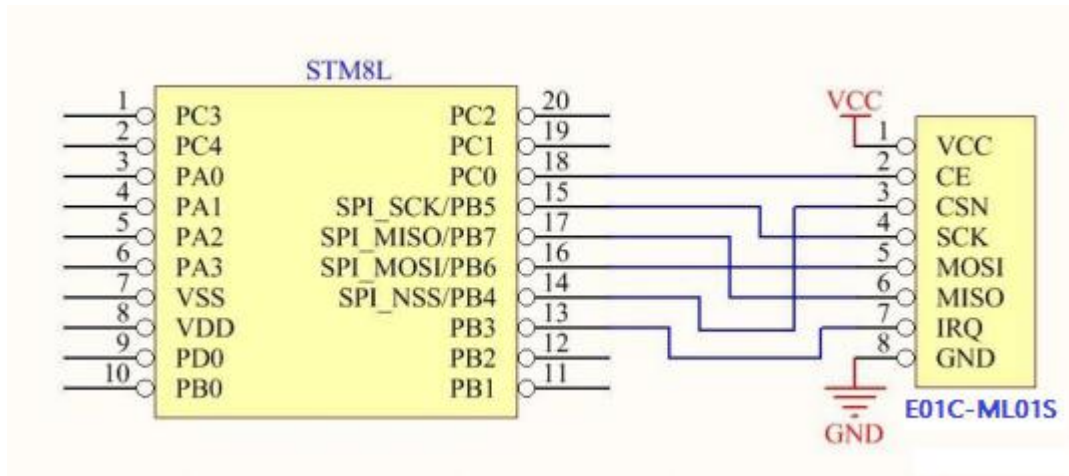 STM8L
1 PC3 PC2 20
2 PC4 PC1 19
3 PA0 PC0 18
4 PA1 SPI_SCK/PB5 15
5 PA2 SPI_MISO/PB7 17
6 PA3 SPI_MOSI/PB6 16
7 VSS SPI_NSS/PB4 14
8 VDD PB3 13
9 PD0 PB2 12
10 PB0 PB1 11
VCC
1 VCC
2 CE
3 CSN
4 SCK
5 MOSI
6 MISO
7 IRQ
8 GND
E01C-ML01S
GND